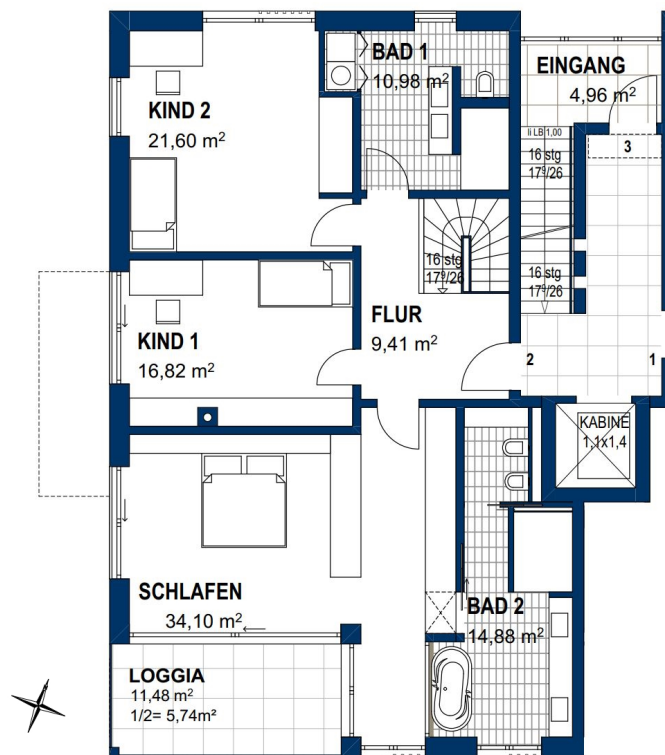 BAD 1
10,98 m²
EINGANG
4,96 m²
KIND 2
21,60 m²
li LB 1,00
16 stg
17⁹/26
3
16 stg
17⁹/26
16 stg
17⁹/26
FLUR
9,41 m²
KIND 1
16,82 m²
2
1
KABINE
1,1x1,4
SCHLAFEN
34,10 m²
BAD 2
14,88 m²
LOGGIA
11,48 m²
1/2= 5,74m²